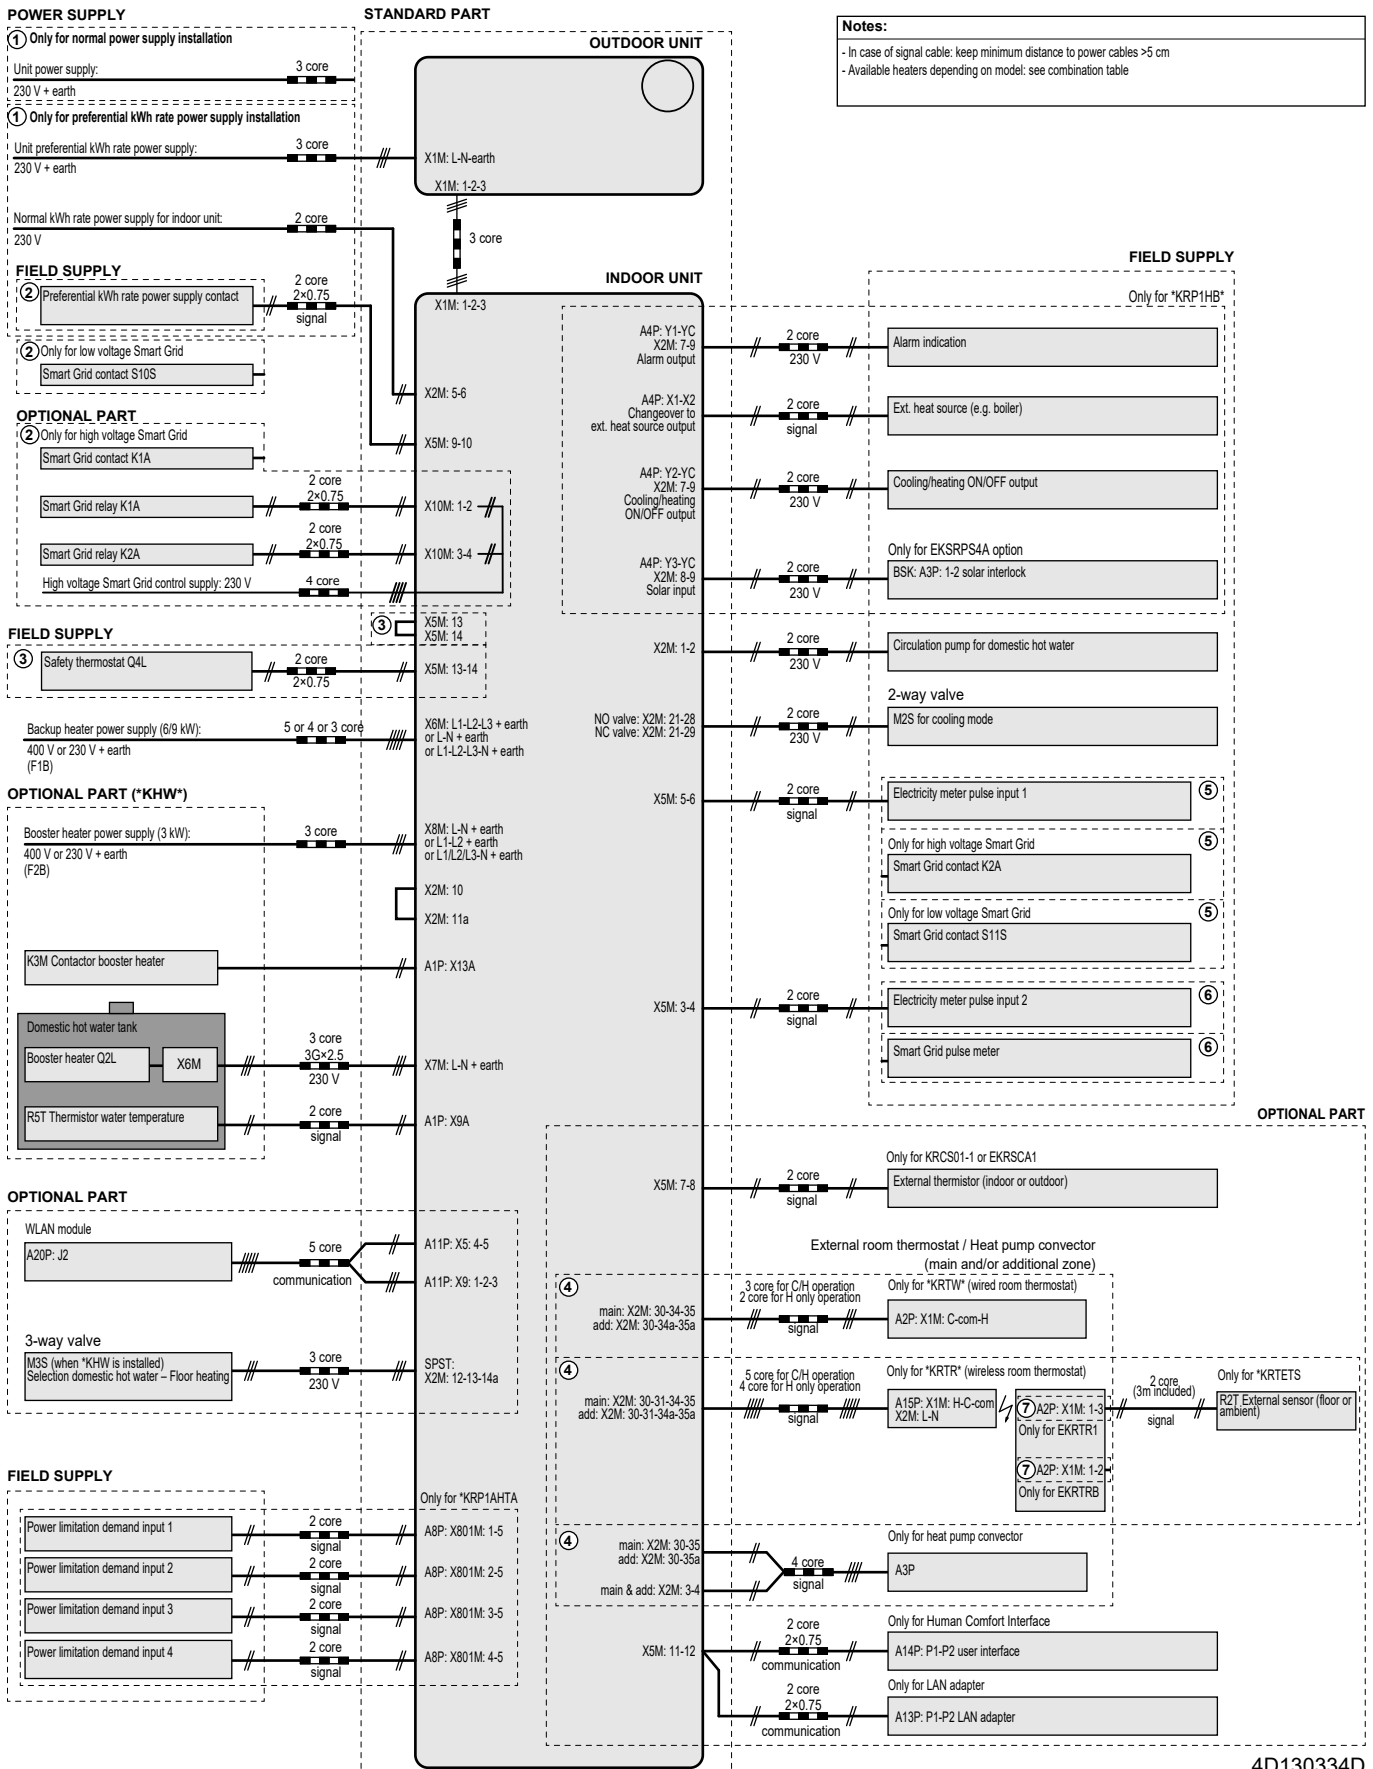 POWER SUPPLY
① Only for normal power supply installation
Unit power supply:
3 core
230 V + earth
① Only for preferential kWh rate power supply installation
Unit preferential kWh rate power supply:
3 core
230 V + earth
Normal kWh rate power supply for indoor unit:
2 core
230 V
FIELD SUPPLY
② Preferential kWh rate power supply contact
2 core
2×0.75
signal
② Only for low voltage Smart Grid
Smart Grid contact S10S
OPTIONAL PART
② Only for high voltage Smart Grid
Smart Grid contact K1A
Smart Grid relay K1A
2 core
2×0.75
Smart Grid relay K2A
2 core
2×0.75
High voltage Smart Grid control supply: 230 V
4 core
FIELD SUPPLY
③ Safety thermostat Q4L
2 core
2×0.75
Backup heater power supply (6/9 kW):
5 or 4 or 3 core
400 V or 230 V + earth
(F1B)
OPTIONAL PART (*KHW*)
Booster heater power supply (3 kW):
3 core
400 V or 230 V + earth
(F2B)
K3M Contactor booster heater
Domestic hot water tank
Booster heater Q2L
X6M
3 core
3G×2.5
230 V
R5T Thermistor water temperature
2 core
signal
OPTIONAL PART
WLAN module
A20P: J2
5 core
communication
3-way valve
M3S (when *KHW is installed)
Selection domestic hot water – Floor heating
3 core
230 V
FIELD SUPPLY
Power limitation demand input 1
2 core
signal
Power limitation demand input 2
2 core
signal
Power limitation demand input 3
2 core
signal
Power limitation demand input 4
2 core
signal
STANDARD PART
OUTDOOR UNIT
X1M: L-N-earth
X1M: 1-2-3
3 core
INDOOR UNIT
X1M: 1-2-3
X2M: 5-6
X5M: 9-10
X10M: 1-2
X10M: 3-4
③
X5M: 13
X5M: 14
X5M: 13-14
X6M: L1-L2-L3 + earth
or L-N + earth
or L1-L2-L3-N + earth
X8M: L-N + earth
or L1-L2 + earth
or L1/L2/L3-N + earth
X2M: 10
X2M: 11a
A1P: X13A
X7M: L-N + earth
A1P: X9A
A11P: X5: 4-5
A11P: X9: 1-2-3
SPST:
X2M: 12-13-14a
Only for *KRP1AHTA
A8P: X801M: 1-5
A8P: X801M: 2-5
A8P: X801M: 3-5
A8P: X801M: 4-5
Notes:
- In case of signal cable: keep minimum distance to power cables >5 cm
- Available heaters depending on model: see combination table
FIELD SUPPLY
Only for *KRP1HB*
A4P: Y1-YC
X2M: 7-9
Alarm output
2 core
230 V
Alarm indication
A4P: X1-X2
Changeover to
ext. heat source output
2 core
signal
Ext. heat source (e.g. boiler)
A4P: Y2-YC
X2M: 7-9
Cooling/heating
ON/OFF output
2 core
230 V
Cooling/heating ON/OFF output
Only for EKSRPS4A option
A4P: Y3-YC
X2M: 8-9
Solar input
2 core
230 V
BSK: A3P: 1-2 solar interlock
X2M: 1-2
2 core
230 V
Circulation pump for domestic hot water
2-way valve
NO valve: X2M: 21-28
NC valve: X2M: 21-29
2 core
230 V
M2S for cooling mode
X5M: 5-6
2 core
signal
Electricity meter pulse input 1
⑤
Only for high voltage Smart Grid
⑤
Smart Grid contact K2A
Only for low voltage Smart Grid
⑤
Smart Grid contact S11S
X5M: 3-4
2 core
signal
Electricity meter pulse input 2
⑥
Smart Grid pulse meter
⑥
OPTIONAL PART
Only for KRCS01-1 or EKRSCA1
X5M: 7-8
2 core
signal
External thermistor (indoor or outdoor)
External room thermostat / Heat pump convector
(main and/or additional zone)
④
3 core for C/H operation
2 core for H only operation
Only for *KRTW* (wired room thermostat)
main: X2M: 30-34-35
add: X2M: 30-34a-35a
signal
A2P: X1M: C-com-H
④
5 core for C/H operation
4 core for H only operation
Only for *KRTR* (wireless room thermostat)
main: X2M: 30-31-34-35
add: X2M: 30-31-34a-35a
signal
A15P: X1M: H-C-com
X2M: L-N
⑦ A2P: X1M: 1-3
Only for EKRTR1
⑦ A2P: X1M: 1-2
Only for EKRTRB
2 core
(3m included)
signal
Only for *KRTETS
R2T External sensor (floor or
ambient)
④
Only for heat pump convector
main: X2M: 30-35
add: X2M: 30-35a
main & add: X2M: 3-4
4 core
signal
A3P
Only for Human Comfort Interface
X5M: 11-12
2 core
2×0.75
communication
A14P: P1-P2 user interface
Only for LAN adapter
2 core
2×0.75
communication
A13P: P1-P2 LAN adapter
4D130334D